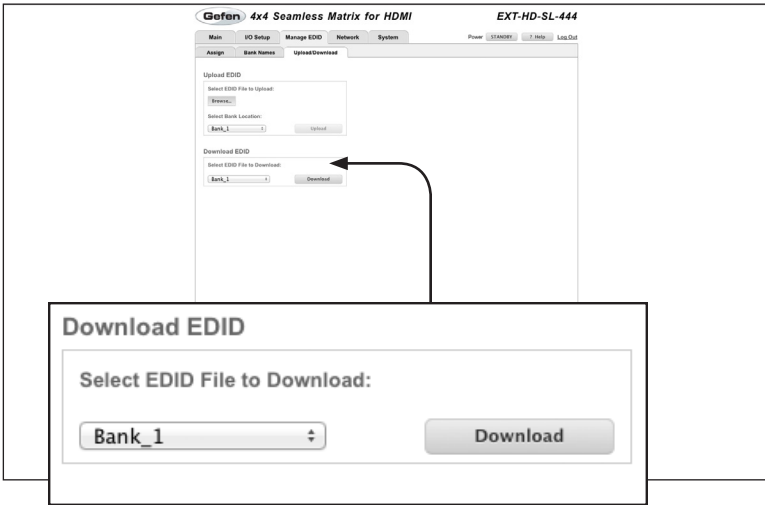 Gefen 4x4 Seamless Matrix for HDMI EXT-HD-SL-444
Main I/O Setup Manage EDID Network System Power STANDBY ? Help Log Out
Assign Bank Names Upload/Download
Upload EDID
Select EDID File to Upload:
Browse...
Select Bank Location:
Bank_1 Upload
Download EDID
Select EDID File to Download:
Bank_1 Download
Download EDID
Select EDID File to Download:
Bank_1 Download